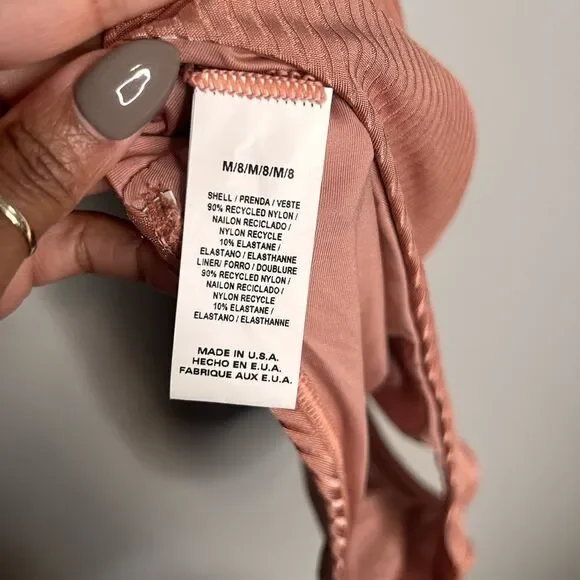 M/8/M/8/M/8
SHELL / PRENDA / VESTE
90% RECYCLED NYLON /
NAILON RECICLADO /
NYLON RECYCLE
10% ELASTANE /
ELASTANO / ELASTHANNE
LINER/ FORRO / DOUBLURE
90% RECYCLED NYLON /
NAILON RECICLADO /
NYLON RECYCLE
10% ELASTANE /
ELASTANO / ELASTHANNE
MADE IN U.S.A.
HECHO EN E.U.A.
FABRIQUE AUX E.U.A.